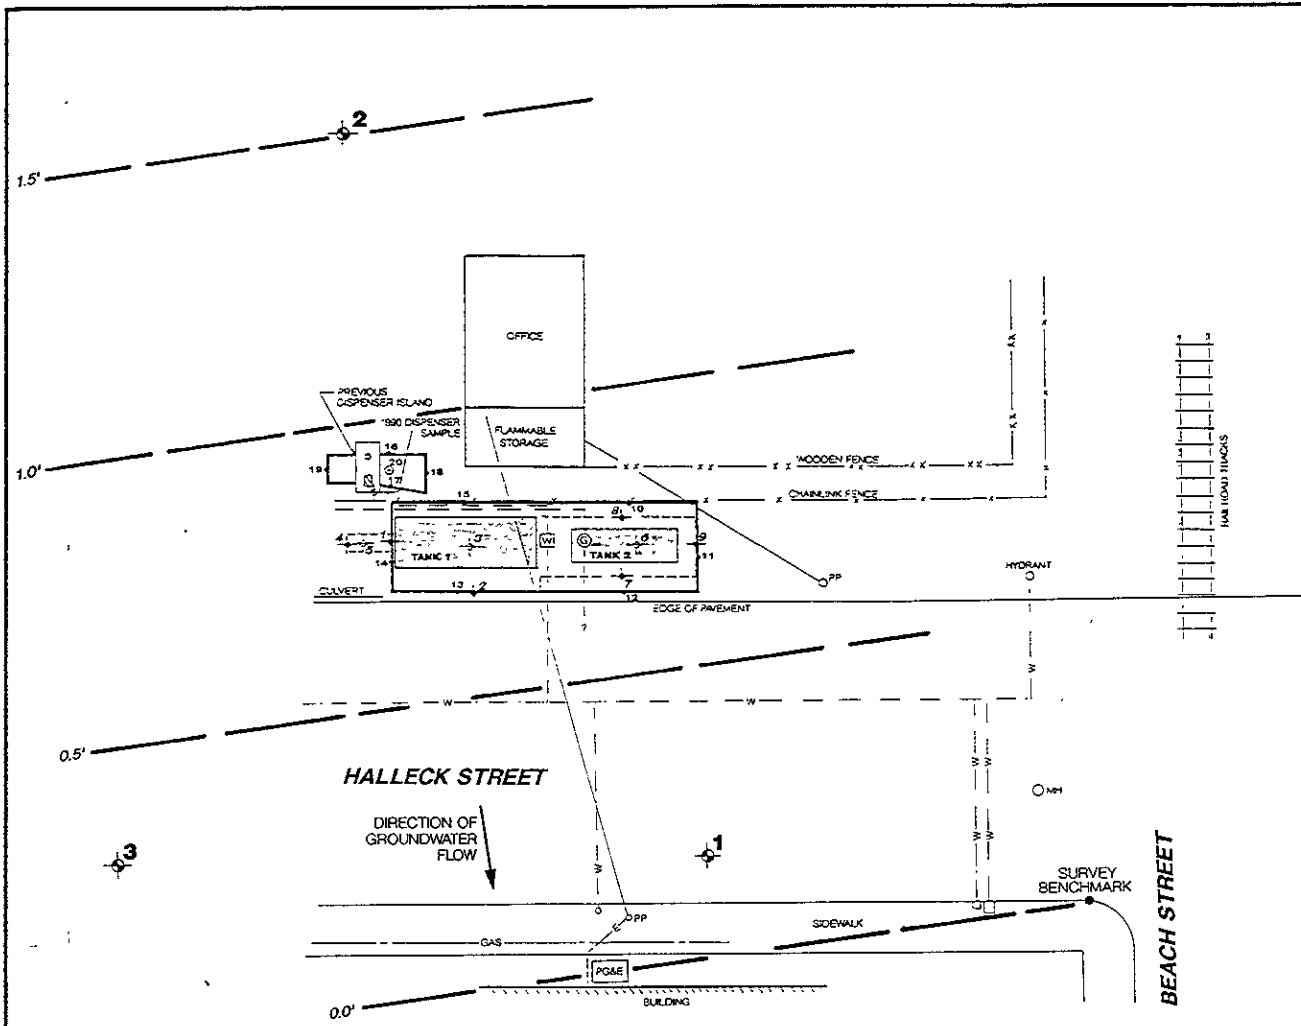 2
1.5'
OFFICE
PREVIOUS
DISPENSER ISLAND
1990 DISPENSER
SAMPLE
FLAMMABLE
STORAGE
1.0'
16
19
20
18
17
WOODEN FENCE
CHAINLINK FENCE
RAILROAD TRACKS
15
10
8
4
1
3
W
G
6
9
5
TANK 1
TANK 2
11
14
13
2
7
12
PP
HYDRANT
CULVERT
EDGE OF PAVEMENT
?
W
W
W
0.5'
HALLECK STREET
W
W
MH
DIRECTION OF
GROUNDWATER
FLOW
3
1
W
SURVEY
BENCHMARK
BEACH STREET
PP
SIDEWALK
E
GAS
PG&E
BUILDING
0.0'